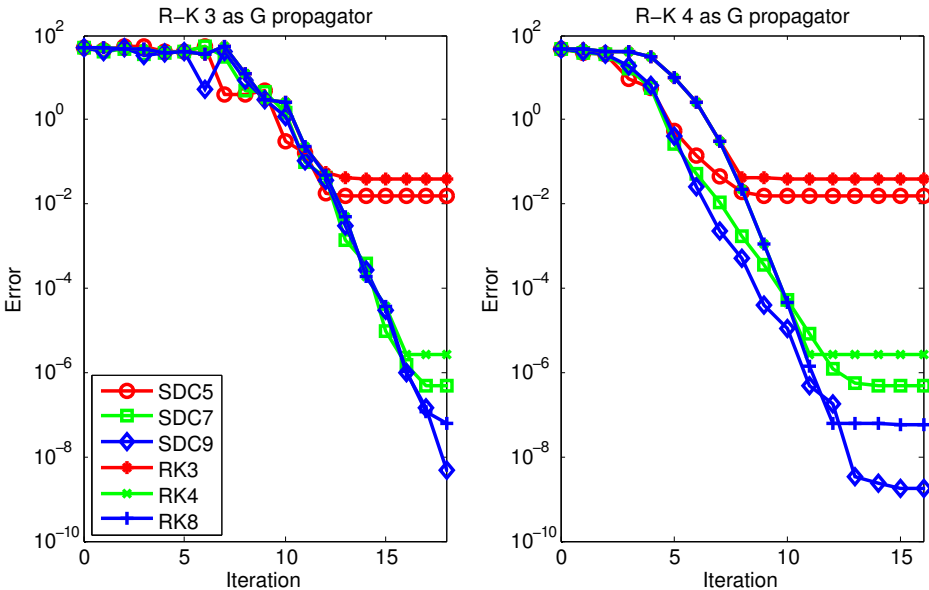 R−K 3 as G propagator
10^2
10^0
10^−2
10^−4
10^−6
10^−8
10^−10
Error
0
5
10
15
Iteration
SDC5
SDC7
SDC9
RK3
RK4
RK8
R−K 4 as G propagator
10^2
10^0
10^−2
10^−4
10^−6
10^−8
10^−10
Error
0
5
10
15
Iteration